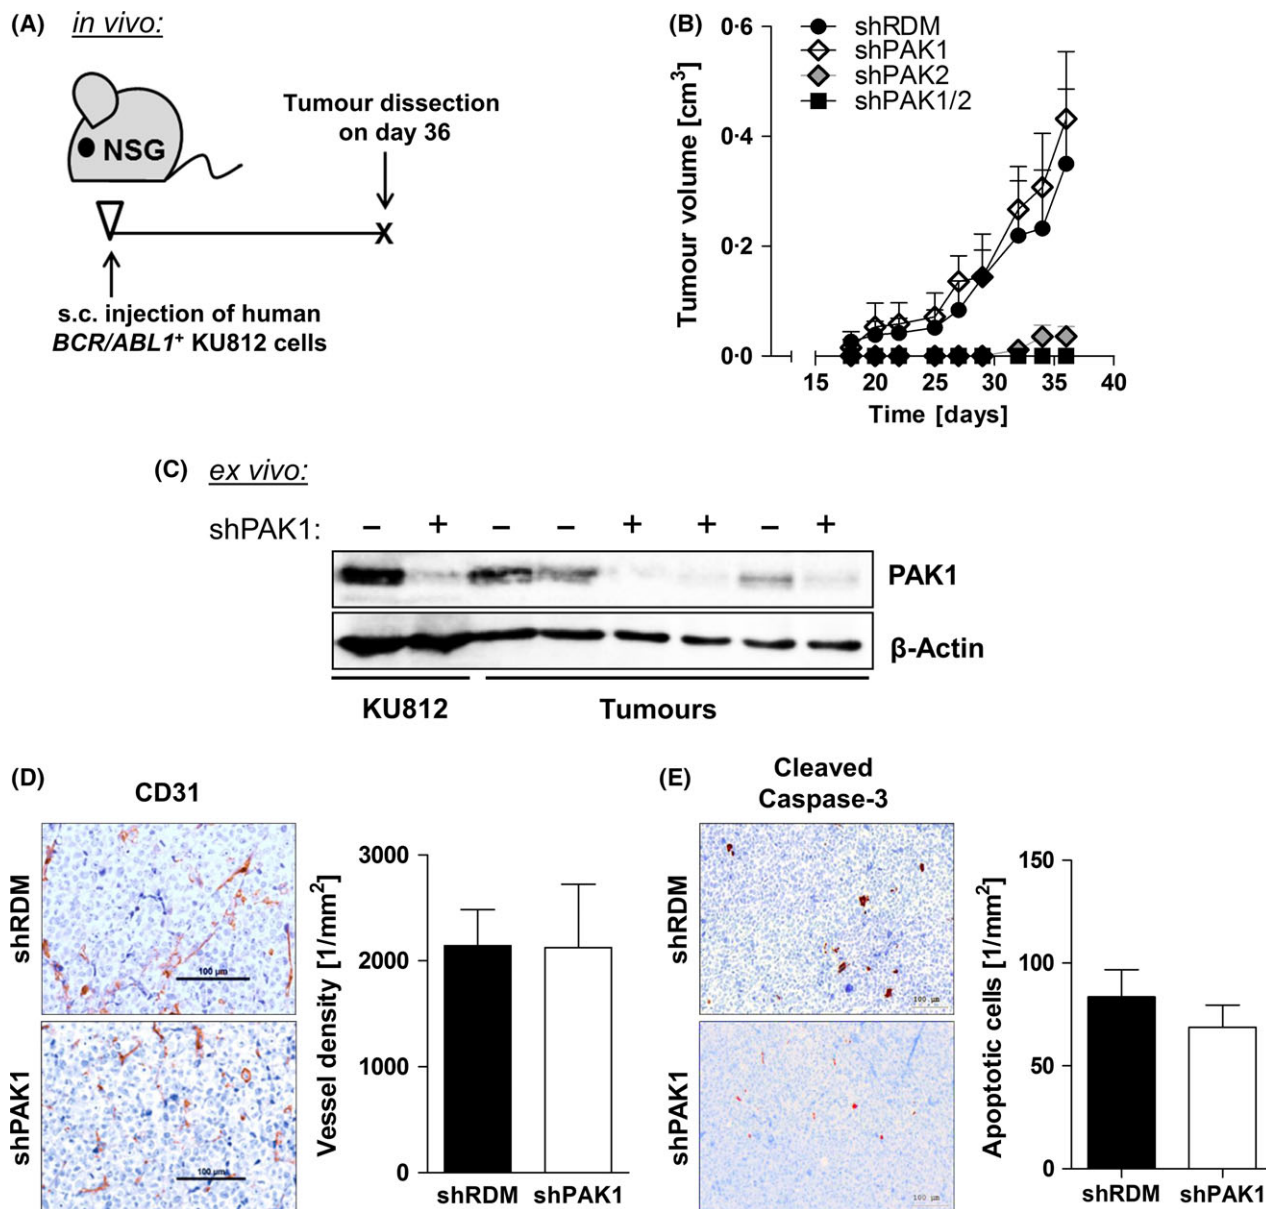 (A) in vivo:
NSG
Tumour dissection
on day 36
X
s.c. injection of human
BCR/ABL1⁺ KU812 cells
(B)
shRDM
shPAK1
shPAK2
shPAK1/2
Tumour volume [cm³]
0·6
0·4
0·2
0·0
15 20 25 30 35 40
Time [days]
(C) ex vivo:
shPAK1: – + – – + + – +
PAK1
β-Actin
KU812 Tumours
(D)
CD31
shRDM
100 µm
shPAK1
100 µm
Vessel density [1/mm²]
3000
2000
1000
0
shRDM shPAK1
(E)
Cleaved
Caspase-3
shRDM
100 µm
shPAK1
100 µm
Apoptotic cells [1/mm²]
150
100
50
0
shRDM shPAK1